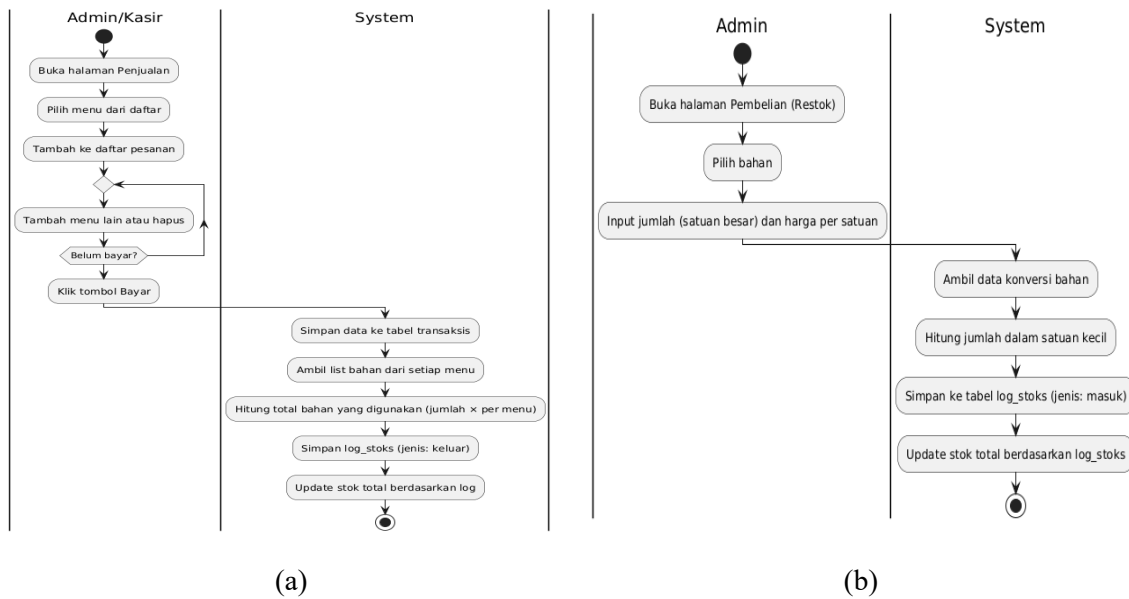 Admin/Kasir
System
Buka halaman Penjualan
Pilih menu dari daftar
Tambah ke daftar pesanan
Tambah menu lain atau hapus
Belum bayar?
Klik tombol Bayar
Simpan data ke tabel transaksis
Ambil list bahan dari setiap menu
Hitung total bahan yang digunakan (jumlah × per menu)
Simpan log_stoks (jenis: keluar)
Update stok total berdasarkan log
(a)
Admin
System
Buka halaman Pembelian (Restok)
Pilih bahan
Input jumlah (satuan besar) dan harga per satuan
Ambil data konversi bahan
Hitung jumlah dalam satuan kecil
Simpan ke tabel log_stoks (jenis: masuk)
Update stok total berdasarkan log_stoks
(b)